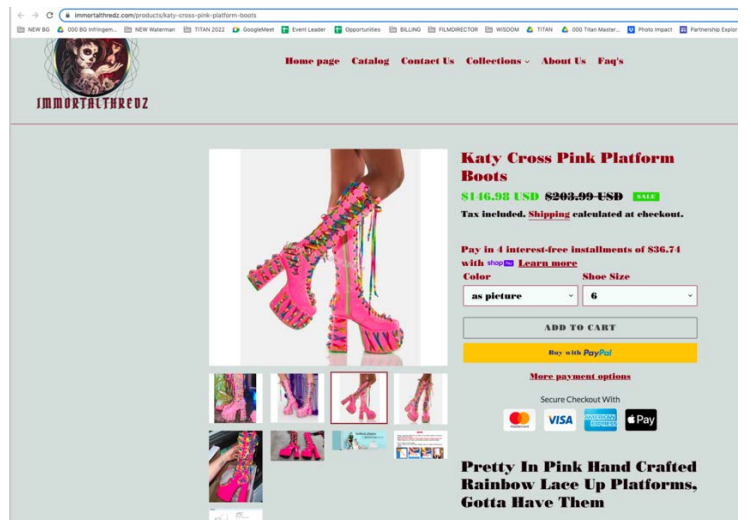 immortalthredz.com/products/katy-cross-pink-platform-boots
NEW BG 000 BG Infringem... NEW Waterman TITAN 2022 GoogleMeet Event Leader Opportunities BILLING FILMDIRECTOR WISDOM TITAN 000 Titan Master... Photo Impact Partnership Explor
IMMORTALTHREDZ
Home page Catalog Contact Us Collections About Us Faq's
Katy Cross Pink Platform
Boots
$146.98 USD $203.99 USD SALE
Tax included. Shipping calculated at checkout.
Pay in 4 interest-free installments of $36.74
with shop Pay Learn more
Color Shoe Size
as picture 6
ADD TO CART
Buy with PayPal
More payment options
Secure Checkout With
mastercard VISA AMERICAN EXPRESS Pay
Pretty In Pink Hand Crafted
Rainbow Lace Up Platforms,
Gotta Have Them